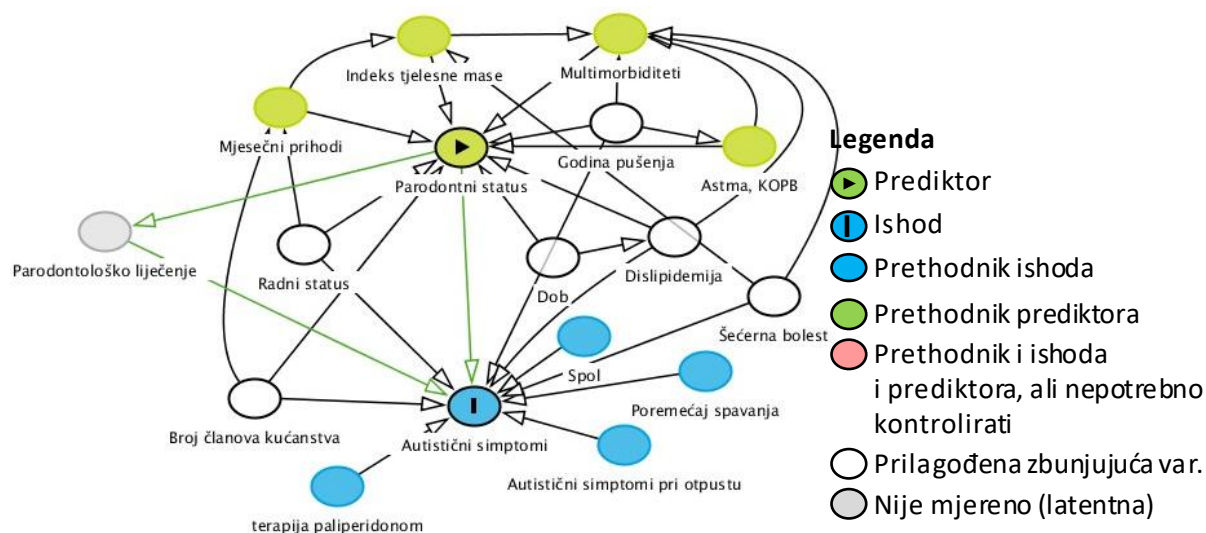 Indeks tjelesne mase
Multimorbiditeti
Mjesečni prihodi
Parodontni status
Godina pušenja
Astma, KOPB
Parodontološko liječenje
Radni status
Dob
Dislipidemija
Šećerna bolest
Spol
Poremećaj spavanja
Broj članova kućanstva
Autistični simptomi
Autistični simptomi pri otpustu
terapija paliperidonom
Legenda
Prediktor
Ishod
Prethodnik ishoda
Prethodnik prediktora
Prethodnik i ishoda
i prediktora, ali nepotrebno
kontrolirati
Prilagođena zbunjujuća var.
Nije mjereno (latentna)